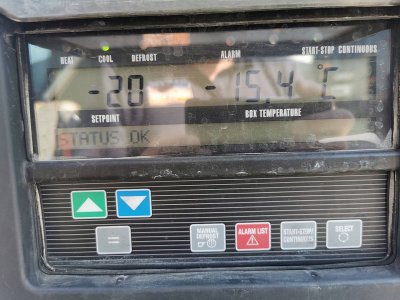 HEAT COOL DEFROST ALARM START-STOP CONTINUOUS
-20 -15,4 °C
SETPOINT BOX TEMPERATURE
STATUS OK
=
MANUAL DEFROST
ALARM LIST
START-STOP/ CONTINUOUS
SELECT